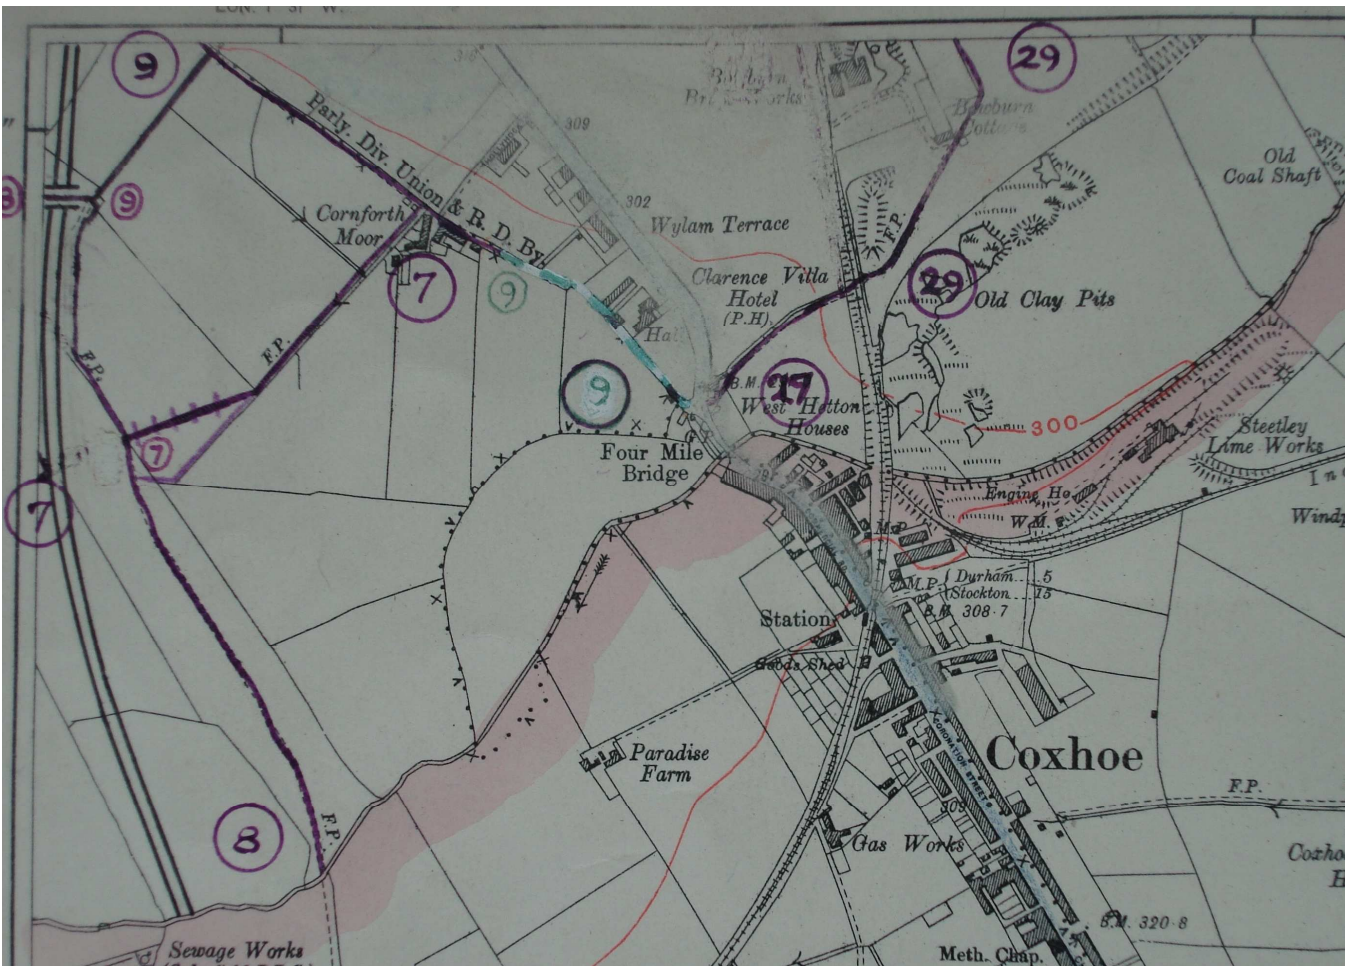 9
29
309
Parly. Div. Union & R. D. By.
Bowburn
Cottage
Old
Coal Shaft
8
9
302
Wylam Terrace
Cornforth
Moor
F.P.
7
9
Clarence Villa
Hotel
(P.H).
29
Old Clay Pits
F.P.
F.P.
Hall
9
B.M.
17
West Hetton
Houses
300
Steetley
Lime Works
Four Mile
Bridge
7
7
Engine Ho.
W.M.
M.P.
M.P.
Durham 5
Stockton 15
B.M. 308·7
Station
Goods Shed
CORONATION STREET
Coxhoe
Paradise
Farm
F.P.
309
8
F.P.
Gas Works
B.M. 320·8
Sewage Works
Meth. Chap.